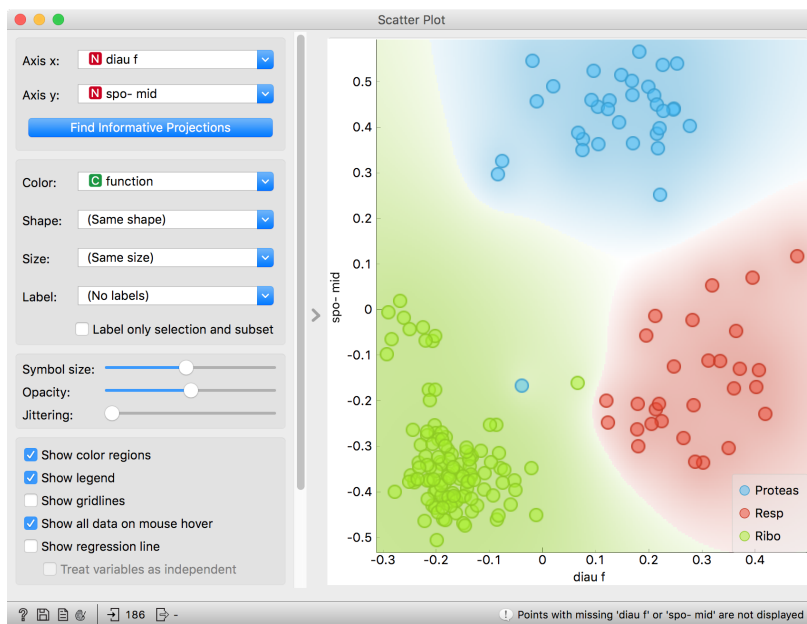 Scatter Plot
Axis x: N diau f
Axis y: N spo- mid
Find Informative Projections
Color: C function
Shape: (Same shape)
Size: (Same size)
Label: (No labels)
Label only selection and subset
Symbol size:
Opacity:
Jittering:
Show color regions
Show legend
Show gridlines
Show all data on mouse hover
Show regression line
Treat variables as independent
0.5
0.4
0.3
0.2
0.1
0
-0.1
-0.2
-0.3
-0.4
-0.5
spo- mid
-0.3 -0.2 -0.1 0 0.1 0.2 0.3 0.4
diau f
Proteas
Resp
Ribo
? 186 - ! Points with missing 'diau f' or 'spo- mid' are not displayed